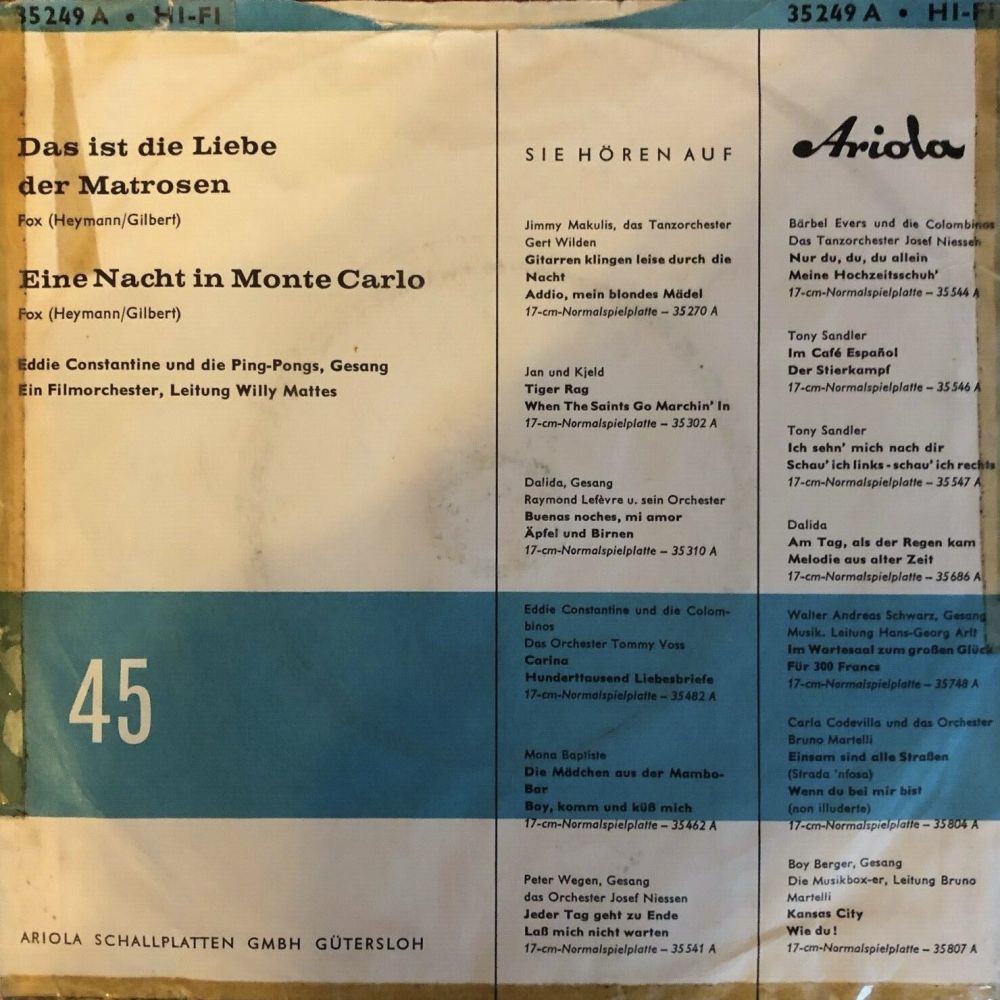 35249 A • HI-FI
35249 A • HI-FI
Das ist die Liebe
der Matrosen
Fox (Heymann/Gilbert)
Eine Nacht in Monte Carlo
Fox (Heymann/Gilbert)
Eddie Constantine und die Ping-Pongs, Gesang
Ein Filmorchester, Leitung Willy Mattes
45
ARIOLA SCHALLPLATTEN GMBH GÜTERSLOH
SIE HÖREN AUF
Jimmy Makulis, das Tanzorchester
Gert Wilden
Gitarren klingen leise durch die
Nacht
Addio, mein blondes Mädel
17-cm-Normalspielplatte – 35270 A
Jan und Kjeld
Tiger Rag
When The Saints Go Marchin' In
17-cm-Normalspielplatte – 35302 A
Dalida, Gesang
Raymond Lefèvre u. sein Orchester
Buenas noches, mi amor
Äpfel und Birnen
17-cm-Normalspielplatte – 35310 A
Eddie Constantine und die Colom-
binos
Das Orchester Tommy Voss
Carina
Hunderttausend Liebesbriefe
17-cm-Normalspielplatte – 35482 A
Mona Baptiste
Die Mädchen aus der Mambo-
Bar
Boy, komm und küß mich
17-cm-Normalspielplatte – 35462 A
Peter Wegen, Gesang
das Orchester Josef Niessen
Jeder Tag geht zu Ende
Laß mich nicht warten
17-cm-Normalspielplatte – 35541 A
Ariola
Bärbel Evers und die Colombinos
Das Tanzorchester Josef Niessen
Nur du, du, du allein
Meine Hochzeitsschuh'
17-cm-Normalspielplatte – 35544 A
Tony Sandler
Im Café Español
Der Stierkampf
17-cm-Normalspielplatte – 35546 A
Tony Sandler
Ich sehn' mich nach dir
Schau' ich links - schau' ich rechts
17-cm-Normalspielplatte – 35547 A
Dalida
Am Tag, als der Regen kam
Melodie aus alter Zeit
17-cm-Normalspielplatte – 35686 A
Walter Andreas Schwarz, Gesang
Musik. Leitung Hans-Georg Arlt
Im Wartesaal zum großen Glück
Für 300 Francs
17-cm-Normalspielplatte – 35748 A
Carla Codevilla und das Orchester
Bruno Martelli
Einsam sind alle Straßen
(Strada 'nfosa)
Wenn du bei mir bist
(non illuderte)
17-cm-Normalspielplatte – 35804 A
Boy Berger, Gesang
Die Musikbox-er, Leitung Bruno
Martelli
Kansas City
Wie du!
17-cm-Normalspielplatte – 35807 A